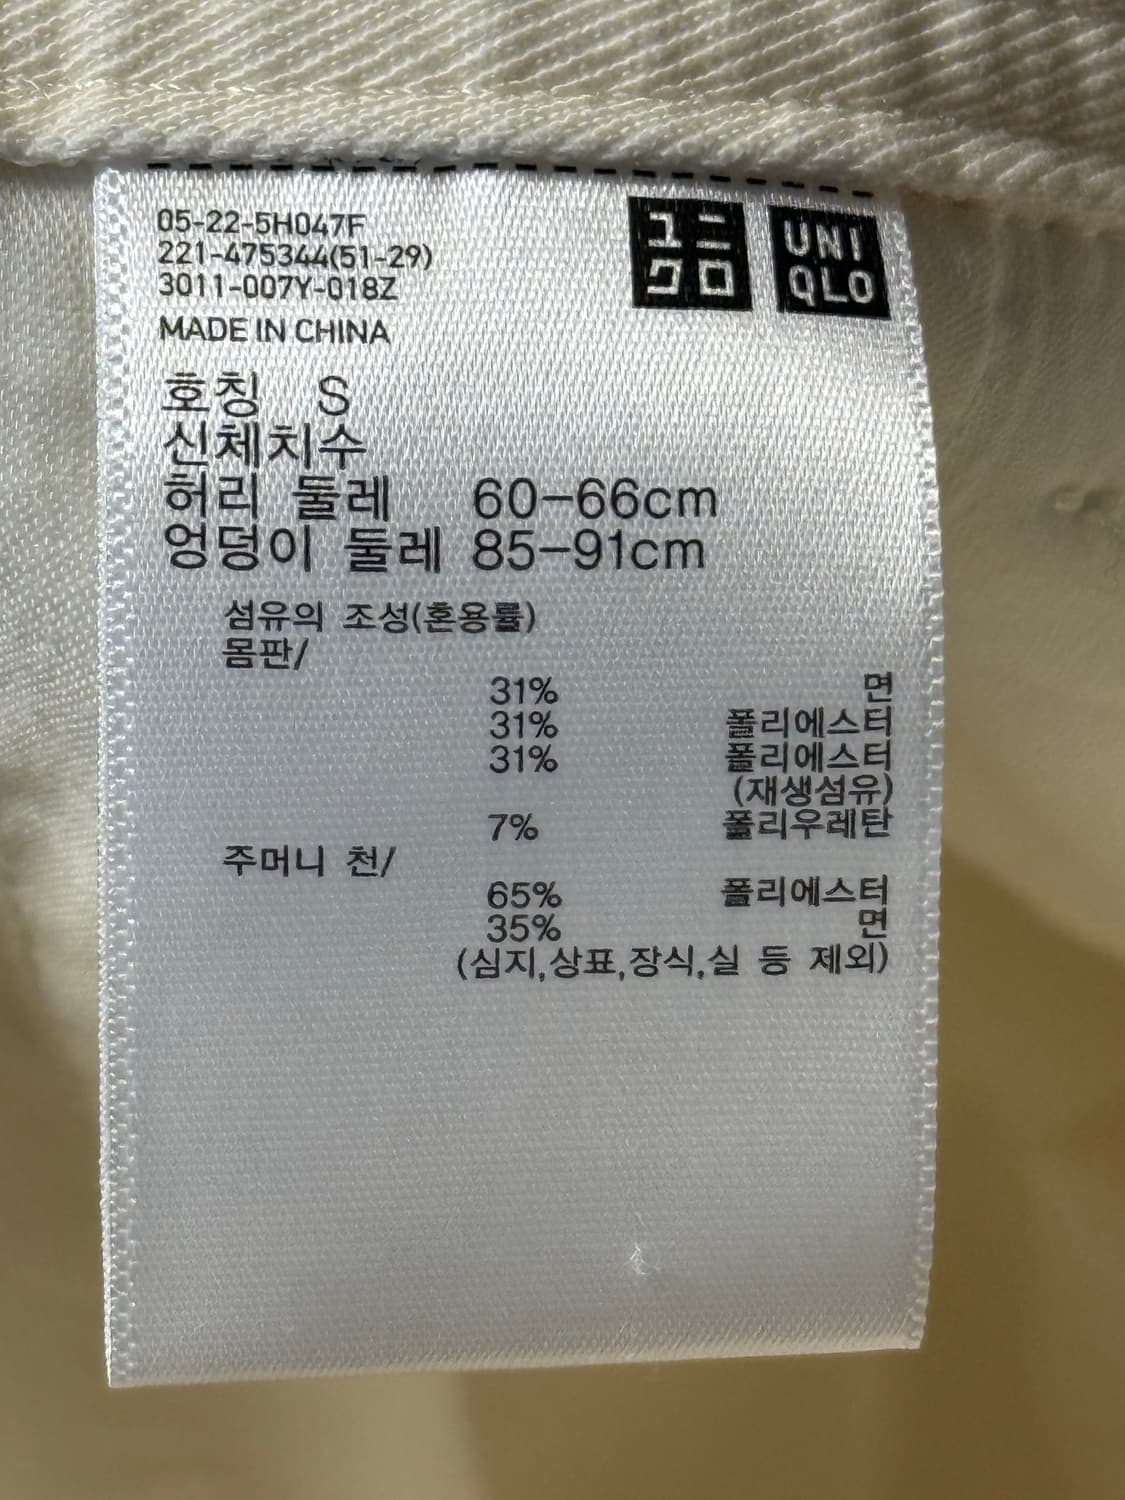 05-22-5H047F
221-475344(51-29)
3011-007Y-018Z
MADE IN CHINA
ユニ
クロ
UNI
QLO
호칭 S
신체치수
허리 둘레 60-66cm
엉덩이 둘레 85-91cm
섬유의 조성(혼용률)
몸판/
31% 면
31% 폴리에스터
31% 폴리에스터
(재생섬유)
7% 폴리우레탄
주머니 천/
65% 폴리에스터
35% 면
(심지,상표,장식,실 등 제외)